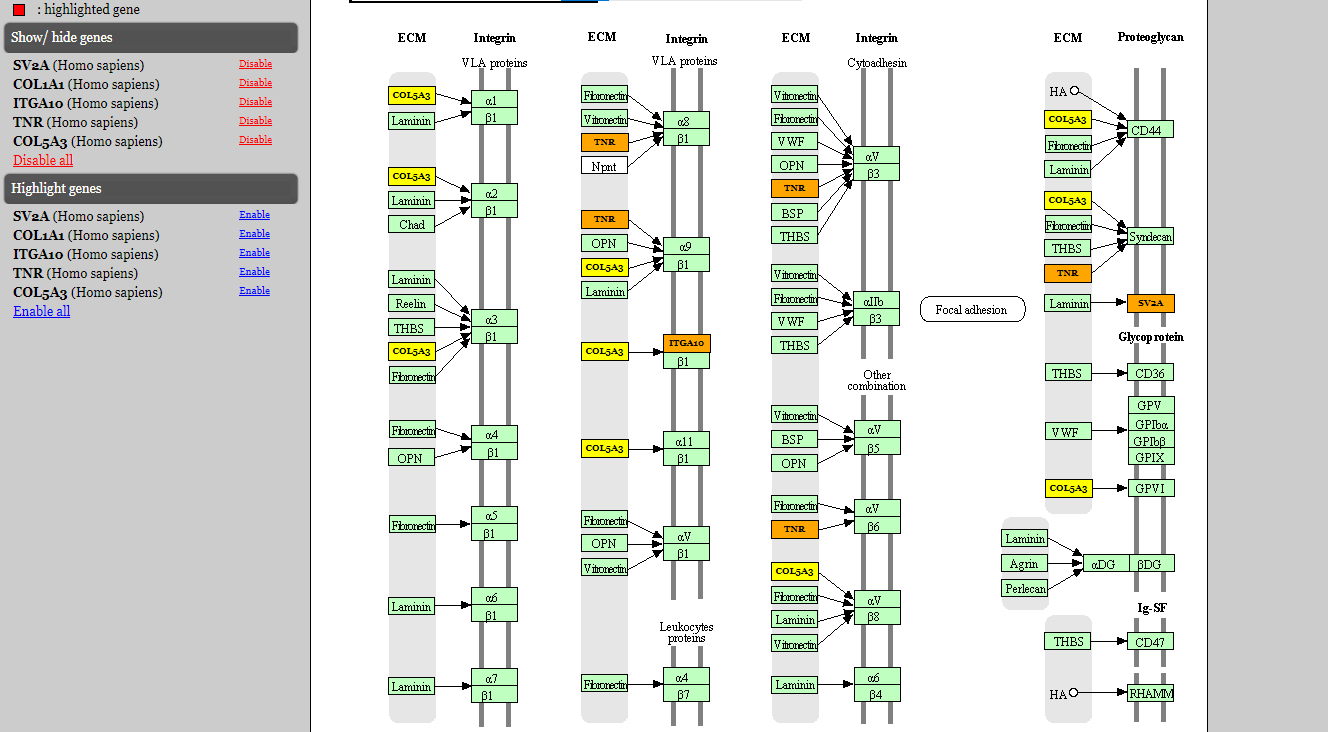 : highlighted gene
Show/ hide genes
SV2A (Homo sapiens) Disable
COL1A1 (Homo sapiens) Disable
ITGA10 (Homo sapiens) Disable
TNR (Homo sapiens) Disable
COL5A3 (Homo sapiens) Disable
Disable all
Highlight genes
SV2A (Homo sapiens) Enable
COL1A1 (Homo sapiens) Enable
ITGA10 (Homo sapiens) Enable
TNR (Homo sapiens) Enable
COL5A3 (Homo sapiens) Enable
Enable all
ECM Integrin
VLA proteins
COL5A3 α1
Laminin β1
COL5A3
Laminin α2
Chad β1
Laminin
Reelin
THBS α3
COL5A3 β1
Fibronectin
Fibronectin α4
OPN β1
Fibronectin α5
β1
Laminin α6
β1
Laminin α7
β1
ECM Integrin
VLA proteins
Fibronectin
Vitronectin α8
TNR β1
Npnt
TNR
OPN α9
COL5A3 β1
Laminin
COL5A3 ITGA10
β1
COL5A3 α11
β1
Fibronectin
OPN αV
Vitronectin β1
Leukocytes
proteins
Fibronectin α4
β7
ECM Integrin
Cytoadhesin
Vitronectin
Fibronectin
VWF
OPN αV
TNR β3
BSP
THBS
Vitronectin
Fibronectin αIIb
VWF β3
THBS
Other
combination
Vitronectin
BSP αV
OPN β5
Fibronectin αV
TNR β6
COL5A3
Fibronectin αV
Laminin β8
Vitronectin
Laminin α6
β4
Focal adhesion
ECM Proteoglycan
HA
COL5A3 CD44
Fibronectin
Laminin
COL5A3
Fibronectin Syndecan
THBS
TNR
Laminin SV2A
Glycoprotein
THBS CD36
GPV
VWF GPIbα
GPIbβ
GPIX
COL5A3 GPVI
Laminin
Agrin αDG βDG
Perlecan
Ig-SF
THBS CD47
HA RHAMM